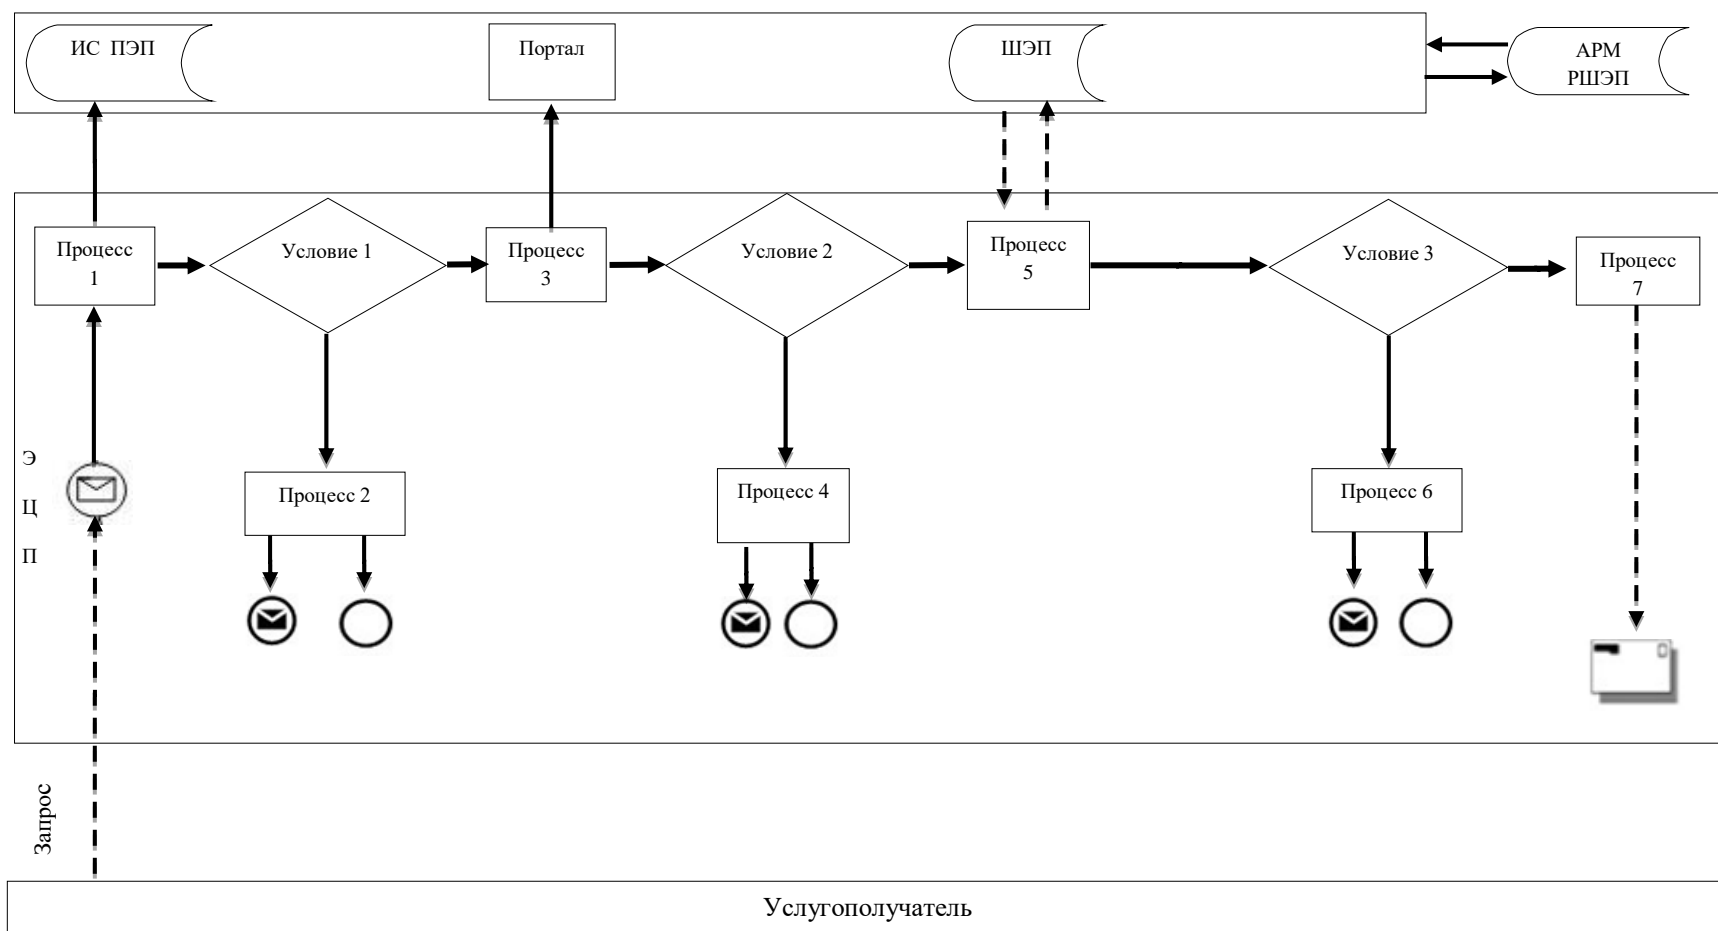 ИС ПЭП
Портал
ШЭП
АРМ
РШЭП
Процесс
1
Условие 1
Процесс
3
Условие 2
Процесс
5
Условие 3
Процесс
7
Э
Ц
П
Процесс 2
Процесс 4
Процесс 6
Запрос
Услугополучатель